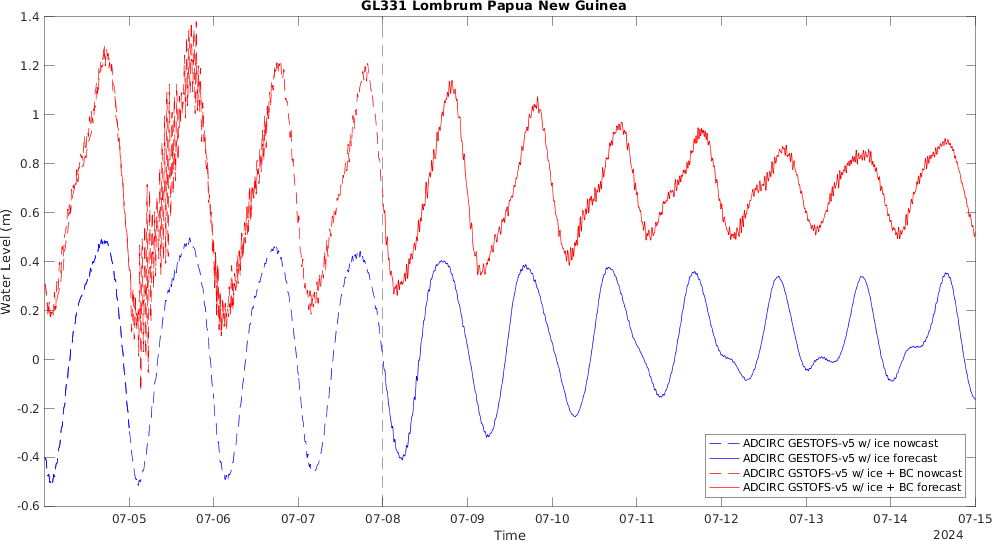 GL331 Lombrum Papua New Guinea
1.4
1.2
1
0.8
0.6
0.4
0.2
0
-0.2
-0.4
-0.6
Water Level (m)
ADCIRC GESTOFS-v5 w/ ice nowcast
ADCIRC GESTOFS-v5 w/ ice forecast
ADCIRC GSTOFS-v5 w/ ice + BC nowcast
ADCIRC GSTOFS-v5 w/ ice + BC forecast
07-05 07-06 07-07 07-08 07-09 07-10 07-11 07-12 07-13 07-14 07-15
Time
2024